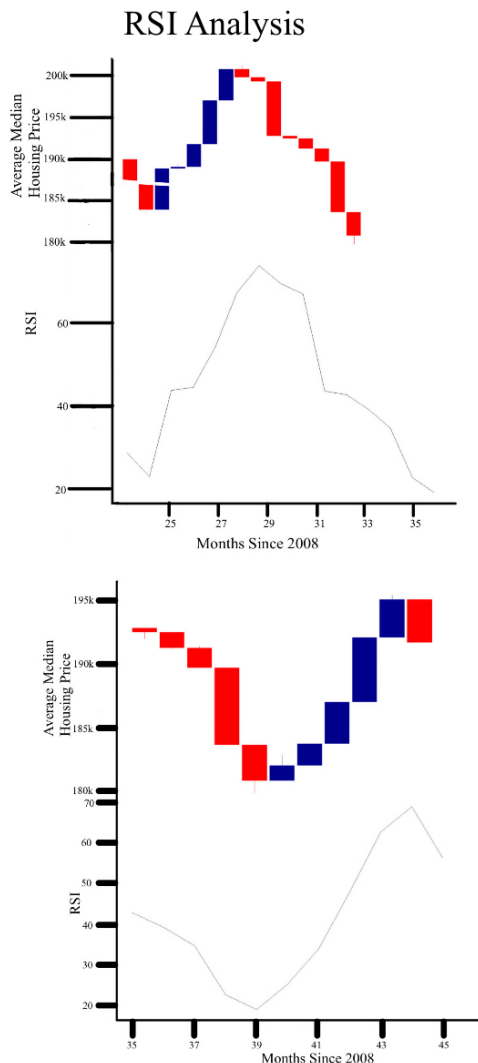 RSI Analysis
Average Median
Housing Price
200k
195k
190k
185k
180k
RSI
60
40
20
25 27 29 31 33 35
Months Since 2008
Average Median
Housing Price
195k
190k
185k
180k
RSI
70
60
50
40
30
20
35 37 39 41 43 45
Months Since 2008